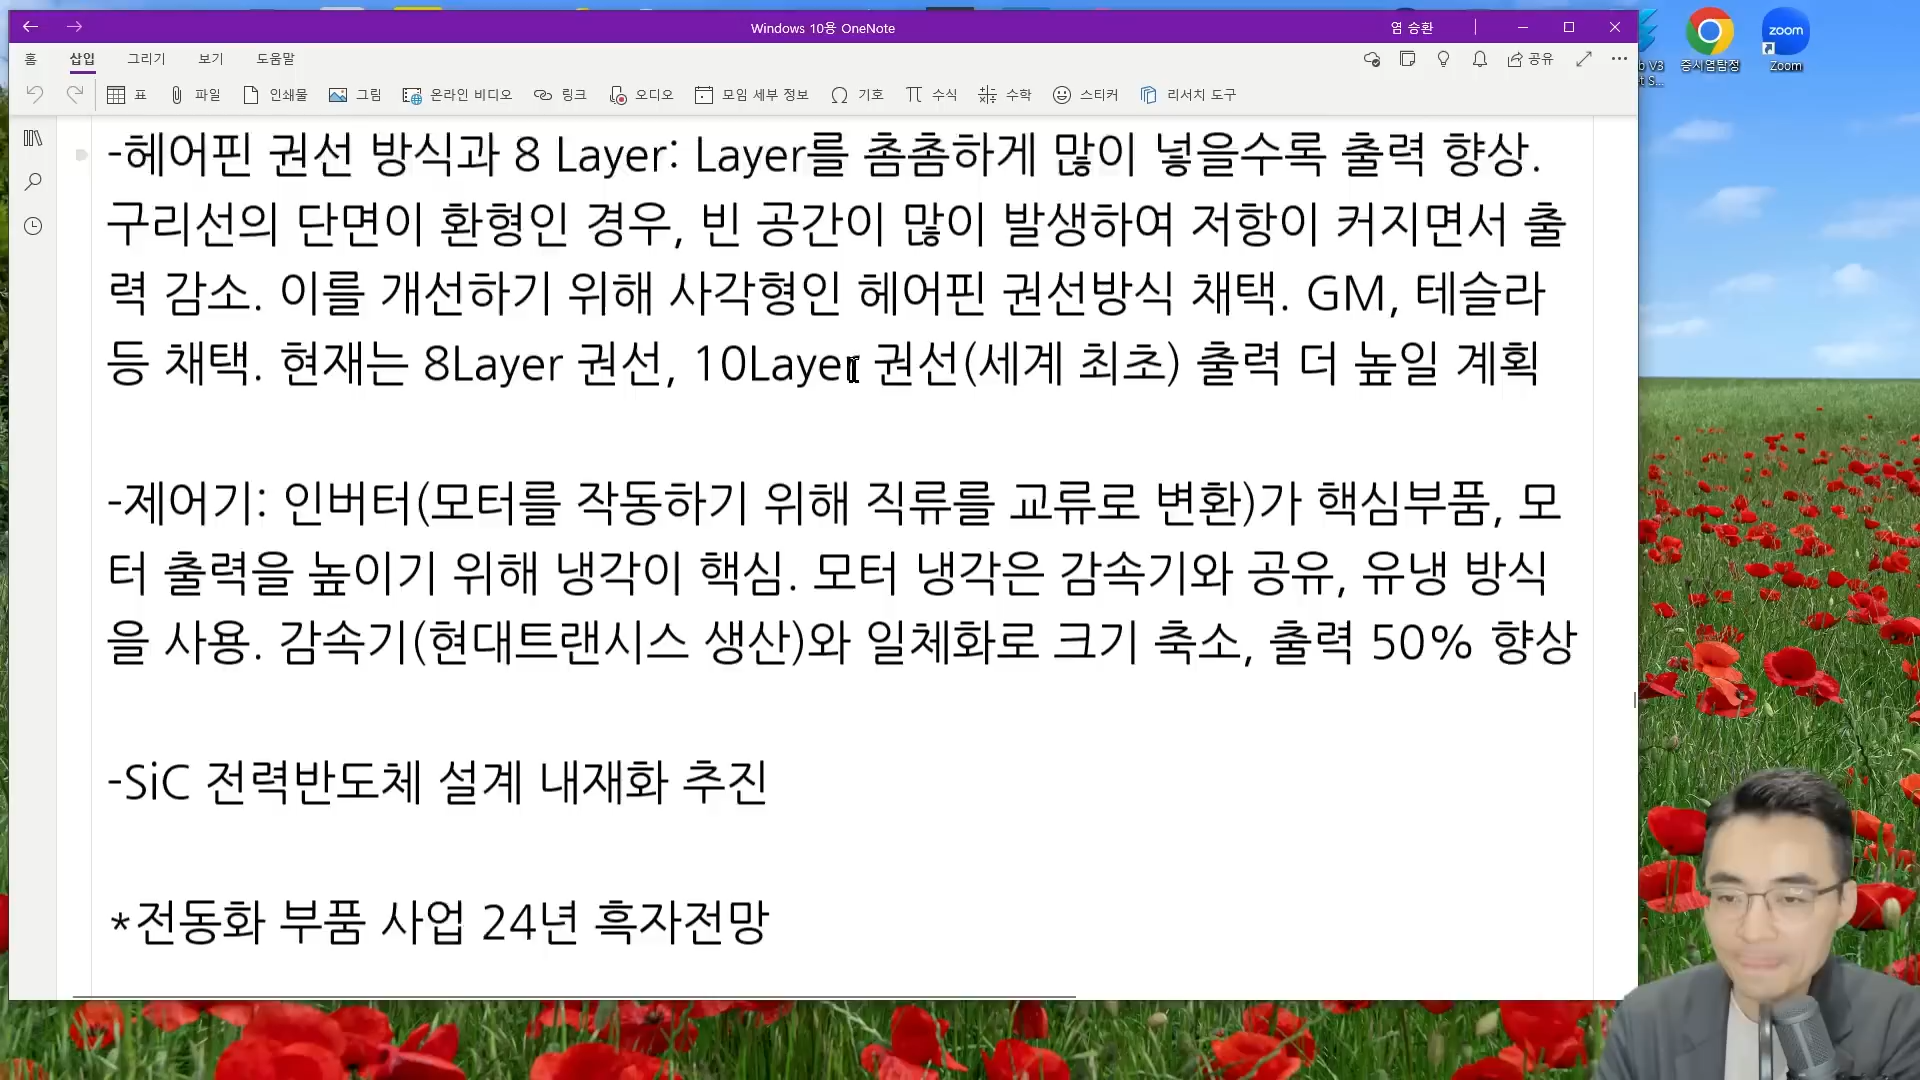 Windows 10용 OneNote
염 승환
홈 삽입 그리기 보기 도움말
공유
표 파일 인쇄물 그림 온라인 비디오 링크 오디오 모임 세부 정보 기호 수식 수학 스티커 리서치 도구
-헤어핀 권선 방식과 8 Layer: Layer를 촘촘하게 많이 넣을수록 출력 향상.
구리선의 단면이 환형인 경우, 빈 공간이 많이 발생하여 저항이 커지면서 출
력 감소. 이를 개선하기 위해 사각형인 헤어핀 권선방식 채택. GM, 테슬라
등 채택. 현재는 8Layer 권선, 10Layer 권선(세계 최초) 출력 더 높일 계획
-제어기: 인버터(모터를 작동하기 위해 직류를 교류로 변환)가 핵심부품, 모
터 출력을 높이기 위해 냉각이 핵심. 모터 냉각은 감속기와 공유, 유냉 방식
을 사용. 감속기(현대트랜시스 생산)와 일체화로 크기 축소, 출력 50% 향상
-SiC 전력반도체 설계 내재화 추진
*전동화 부품 사업 24년 흑자전망
b V3
t S...
증시염탐정
zoom
Zoom